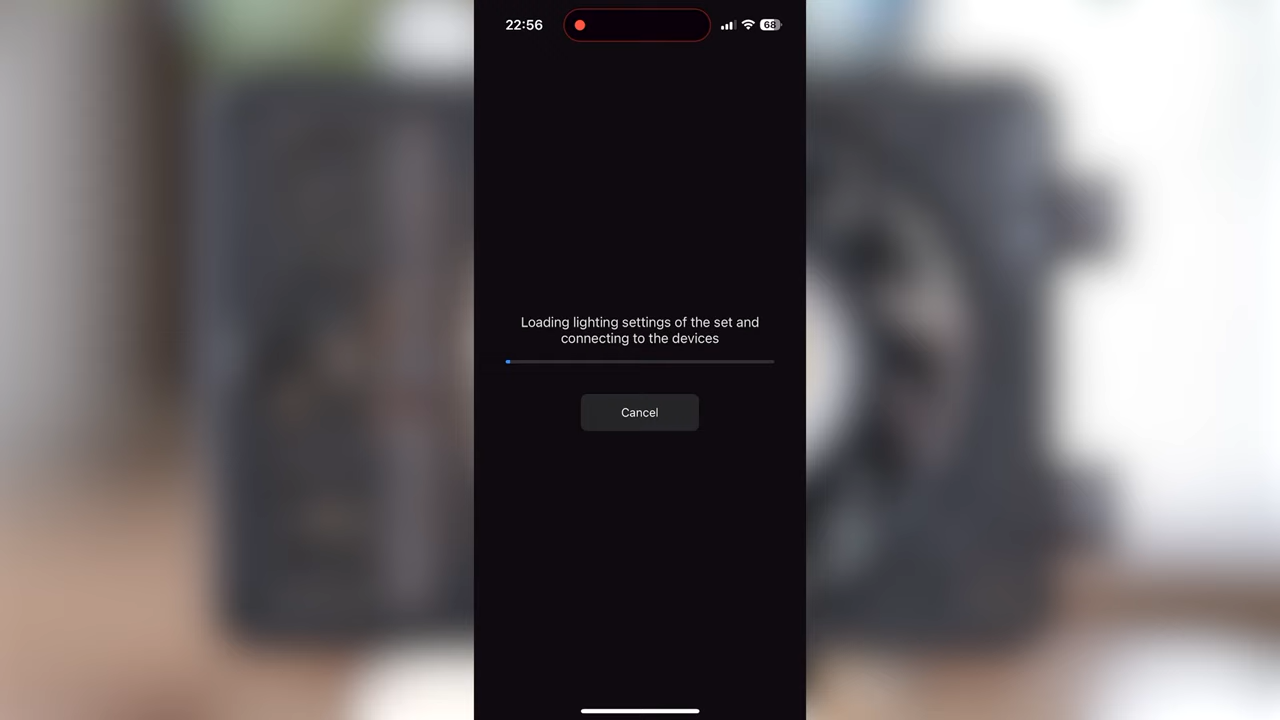 22:56
68
Loading lighting settings of the set and
connecting to the devices
Cancel